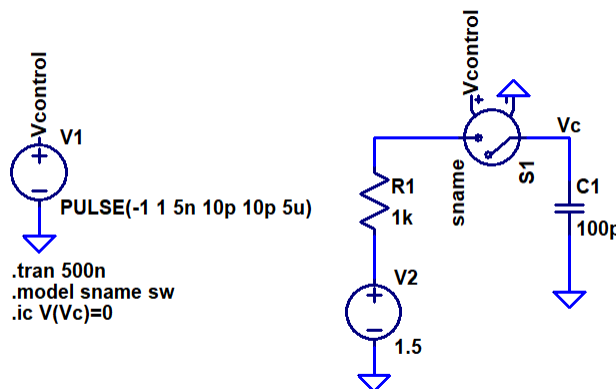 Vcontrol
V1
+
−
PULSE(-1 1 5n 10p 10p 5u)
.tran 500n
.model sname sw
.ic V(Vc)=0
Vcontrol
+
−
sname
S1
Vc
R1
1k
V2
+
−
1.5
C1
100p